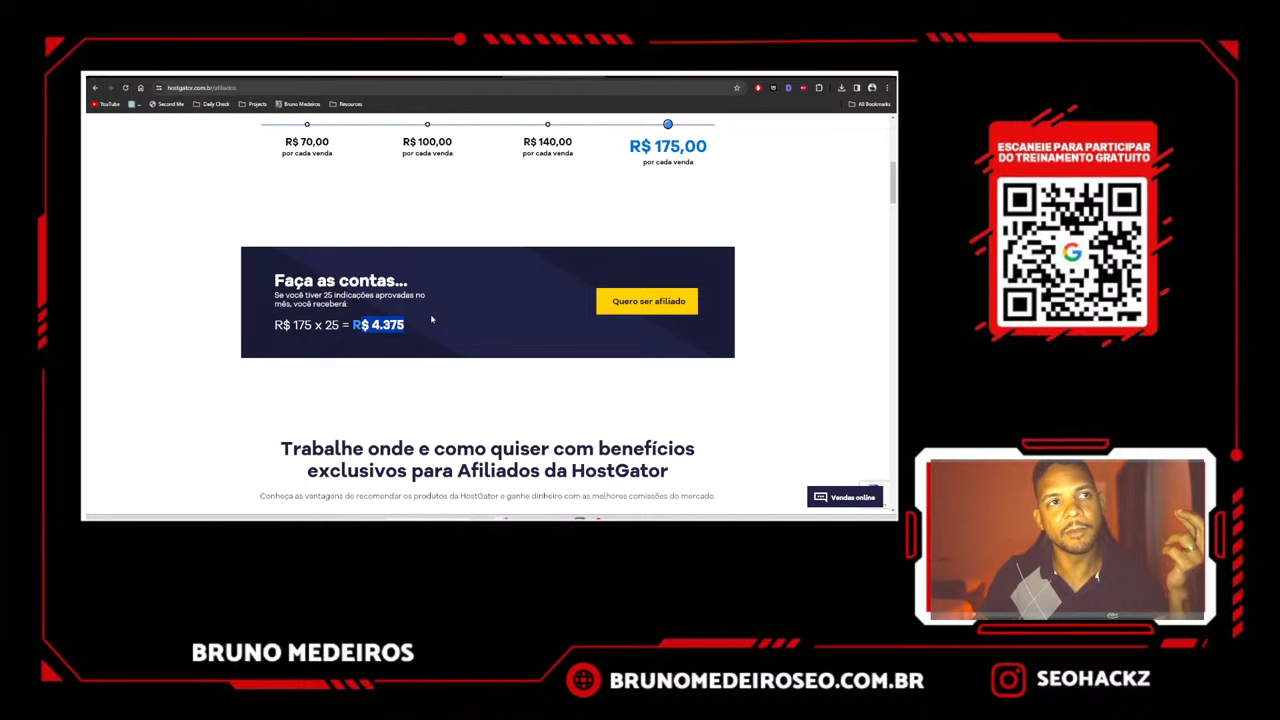 hostgator.com.br/afiliados
YouTube
Second Me
Daily Check
Projects
Bruno Medeiros
Resources
All Bookmarks
R$ 70,00
por cada venda
R$ 100,00
por cada venda
R$ 140,00
por cada venda
R$ 175,00
por cada venda
Faça as contas...
Se você tiver 25 indicações aprovadas no
mês, você receberá:
R$ 175 x 25 = R$ 4.375
Quero ser afiliado
Trabalhe onde e como quiser com benefícios
exclusivos para Afiliados da HostGator
Conheça as vantagens de recomendar os produtos da HostGator e ganhe dinheiro com as melhores comissões do mercado.
Vendas online
ESCANEIE PARA PARTICIPAR
DO TREINAMENTO GRATUITO
G
BRUNO MEDEIROS
BRUNOMEDEIROSEO.COM.BR
SEOHACKZ